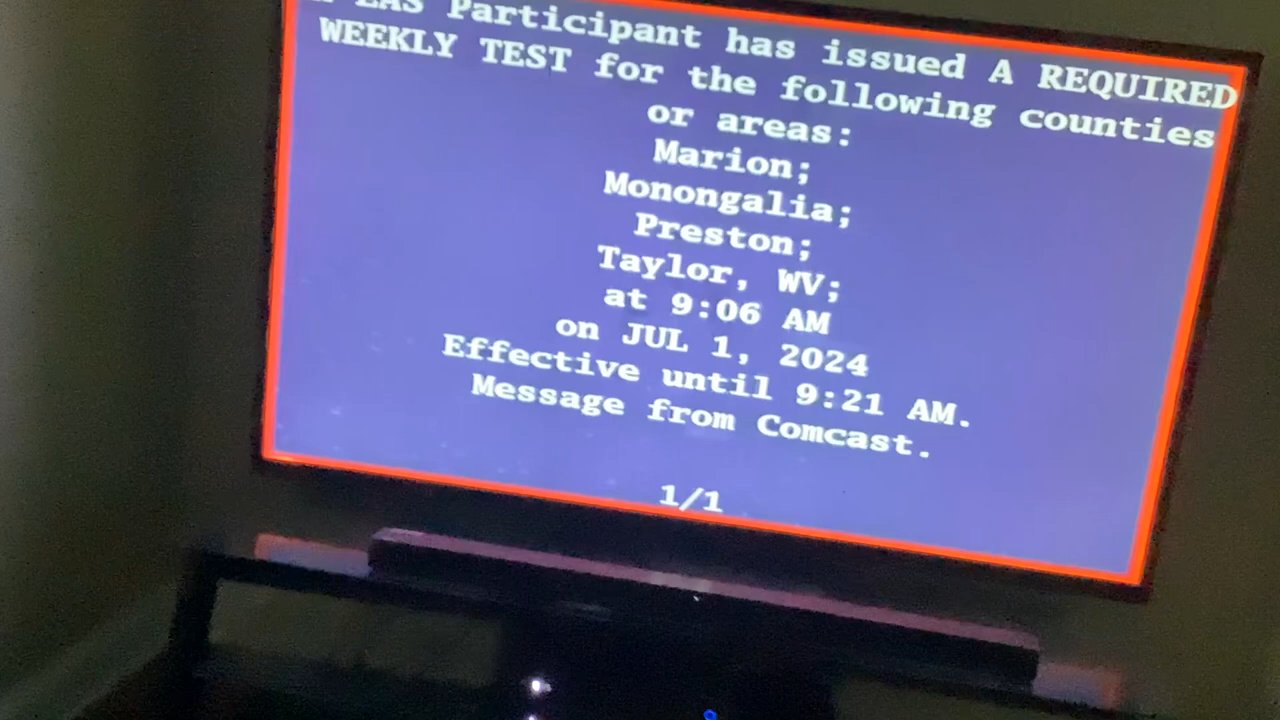 EAS Participant has issued A REQUIRED
WEEKLY TEST for the following counties
or areas:
Marion;
Monongalia;
Preston;
Taylor, WV;
at 9:06 AM
on JUL 1, 2024
Effective until 9:21 AM.
Message from Comcast.
1/1